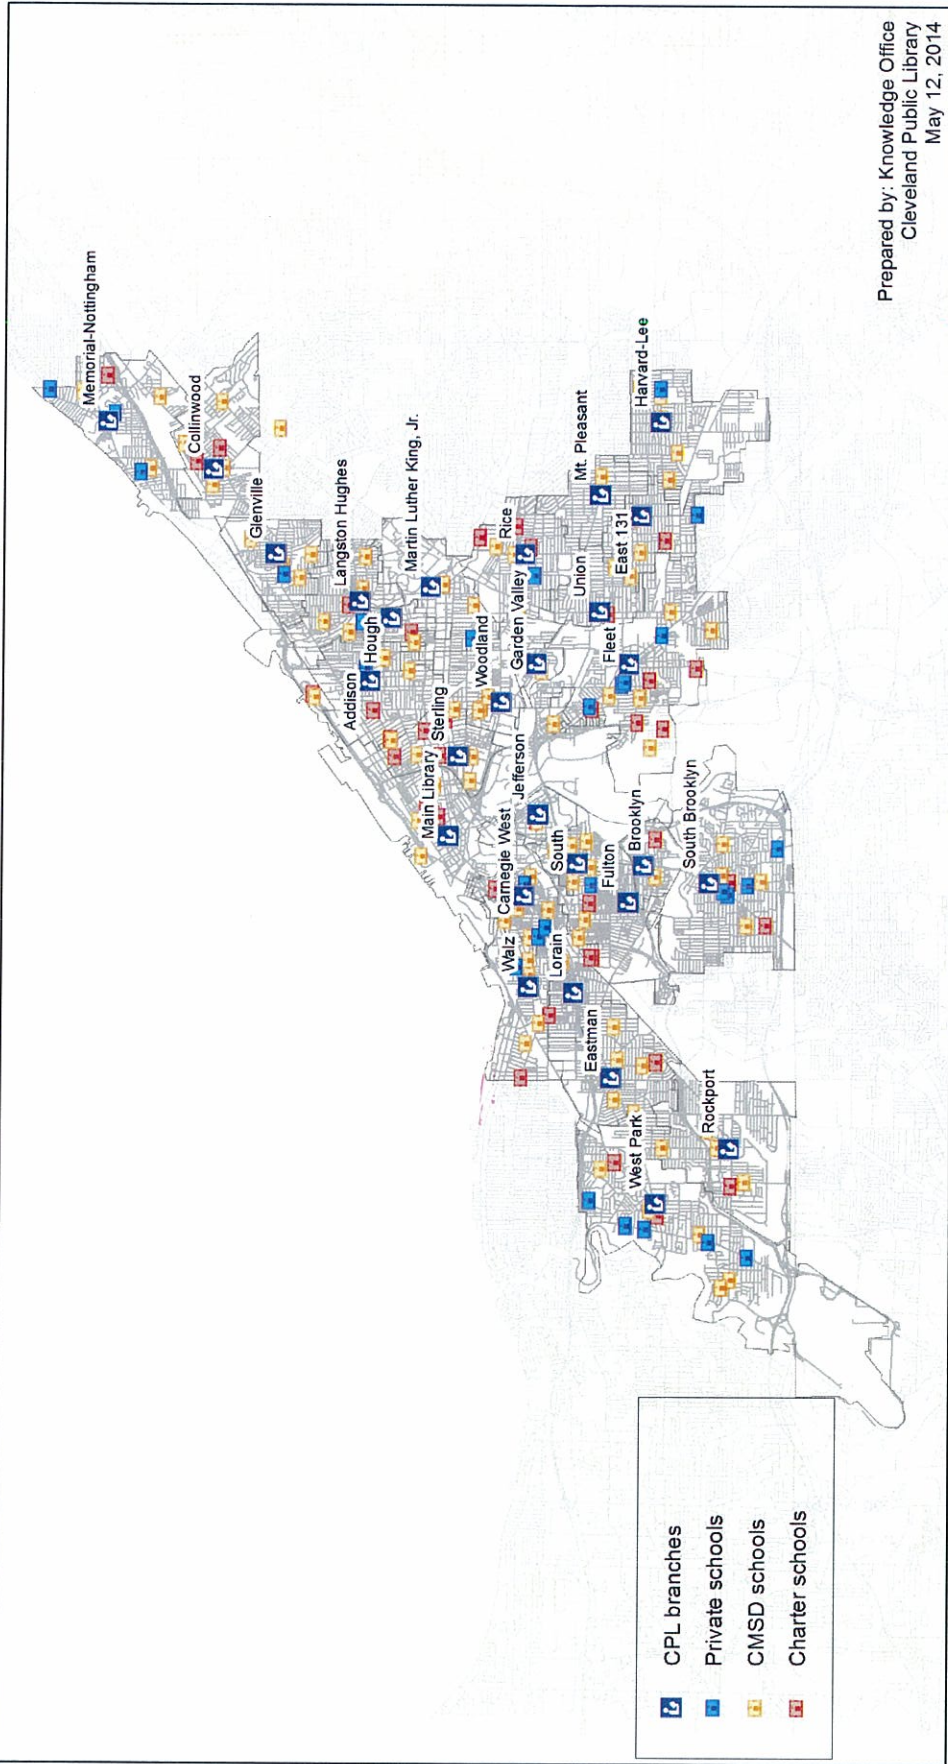 Memorial-Nottingham
Collinwood
Glenville
Langston Hughes
Martin Luther King, Jr.
Hough
Addison
Sterling
Main Library
Woodland
Rice
Garden Valley
Mt. Pleasant
Harvard-Lee
Union
East 131
Fleet
Jefferson
Carnegie West
South
Brooklyn
South Brooklyn
Fulton
Walz
Lorain
Eastman
West Park
Rockport
CPL branches
Private schools
CMSD schools
Charter schools
Prepared by: Knowledge Office
Cleveland Public Library
May 12, 2014